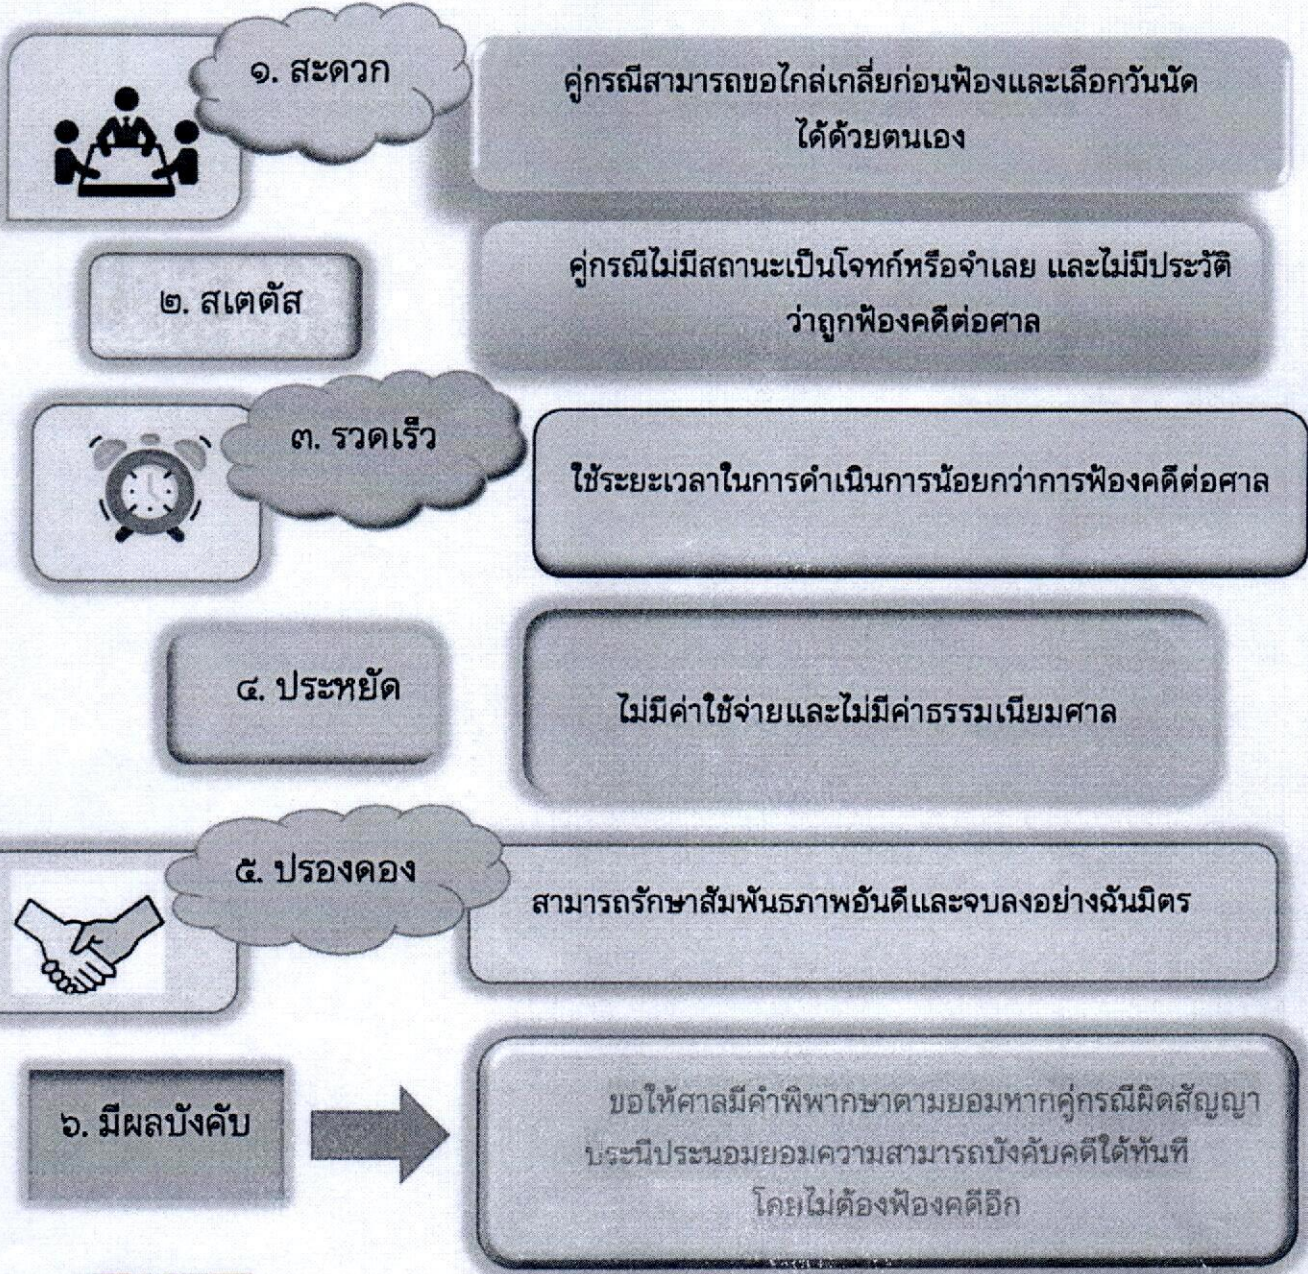 ๑. สะดวก
คู่กรณีสามารถขอไกล่เกลี่ยก่อนฟ้องและเลือกวันนัด
ได้ด้วยตนเอง
๒. สเตตัส
คู่กรณีไม่มีสถานะเป็นโจทก์หรือจำเลย และไม่มีประวัติ
ว่าถูกฟ้องคดีต่อศาล
๓. รวดเร็ว
ใช้ระยะเวลาในการดำเนินการน้อยกว่าการฟ้องคดีต่อศาล
๔. ประหยัด
ไม่มีค่าใช้จ่ายและไม่มีค่าธรรมเนียมศาล
๕. ปรองดอง
สามารถรักษาสัมพันธภาพอันดีและจบลงอย่างฉันมิตร
๖. มีผลบังคับ
ขอให้ศาลมีคำพิพากษาตามยอมหากคู่กรณีผิดสัญญา
ประนีประนอมยอมความสามารถบังคับคดีได้ทันที
โดยไม่ต้องฟ้องคดีอีก